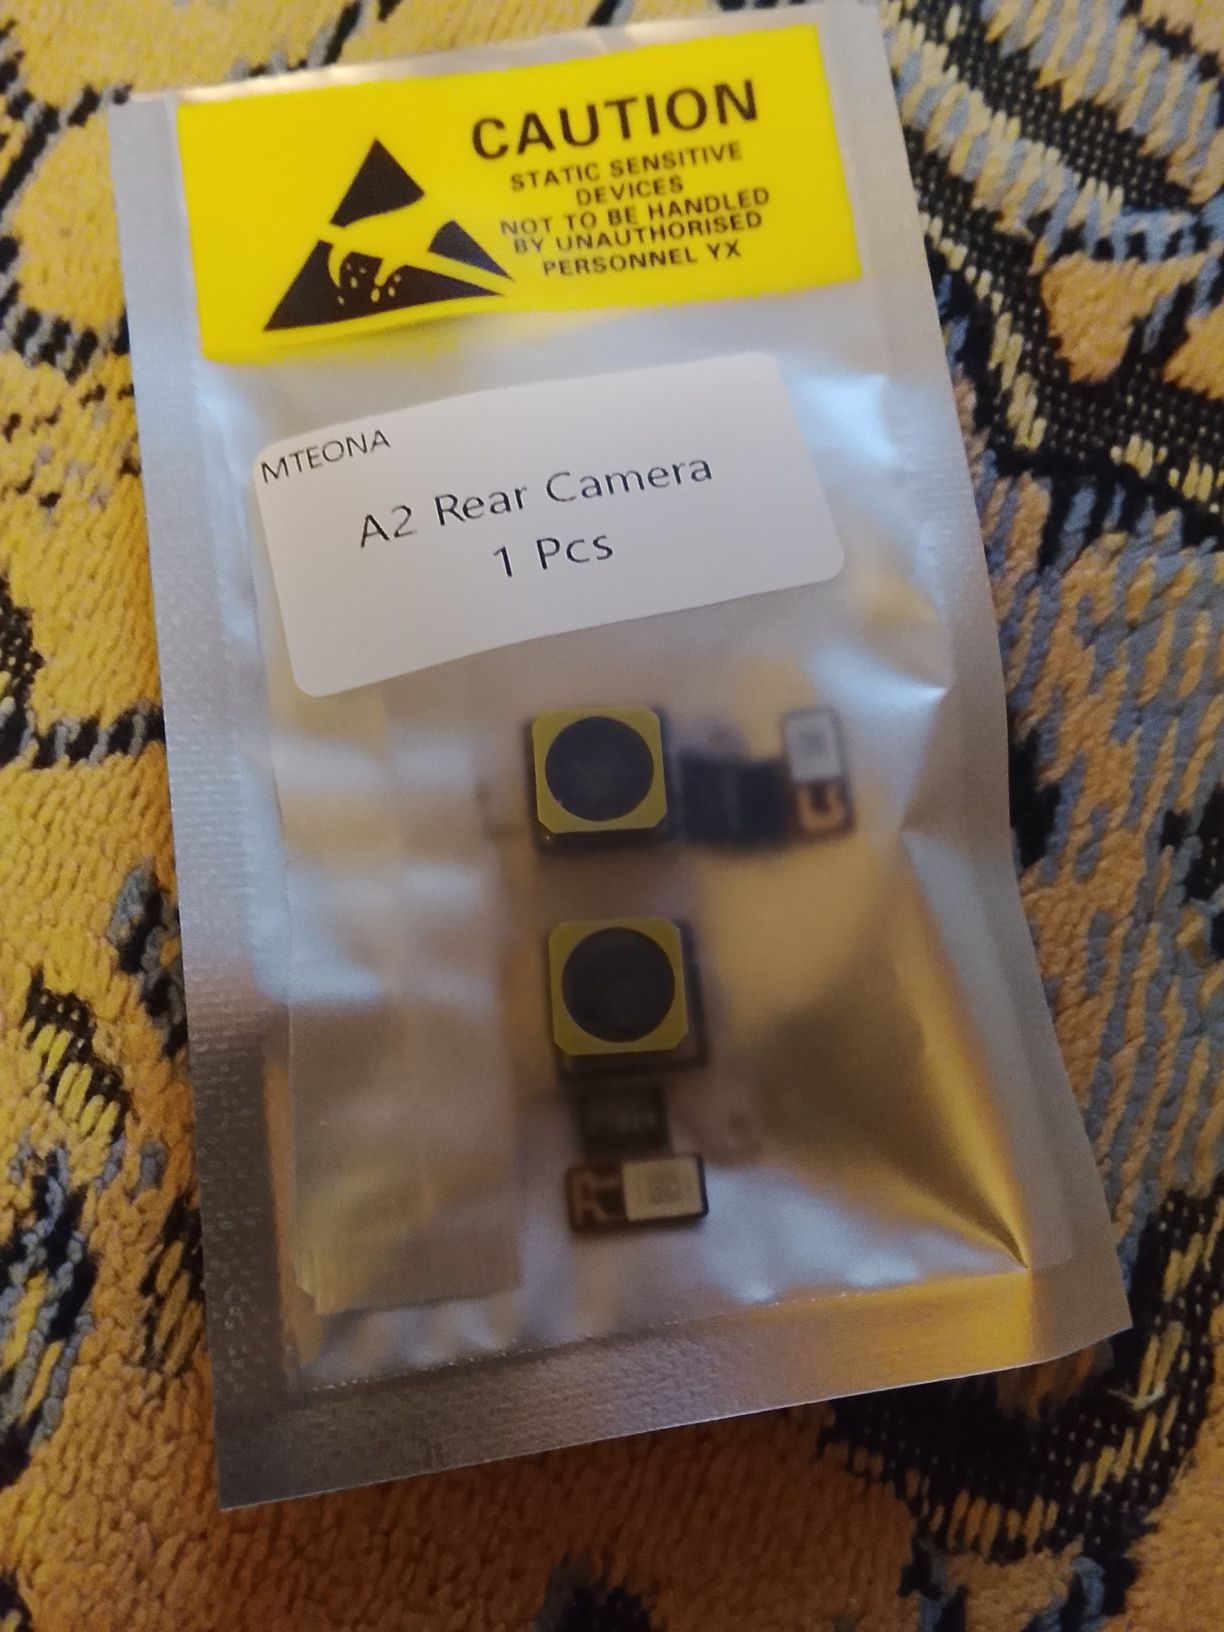 CAUTION
STATIC SENSITIVE
DEVICES
NOT TO BE HANDLED
BY UNAUTHORISED
PERSONNEL YX
MTEONA
A2 Rear Camera
1 Pcs